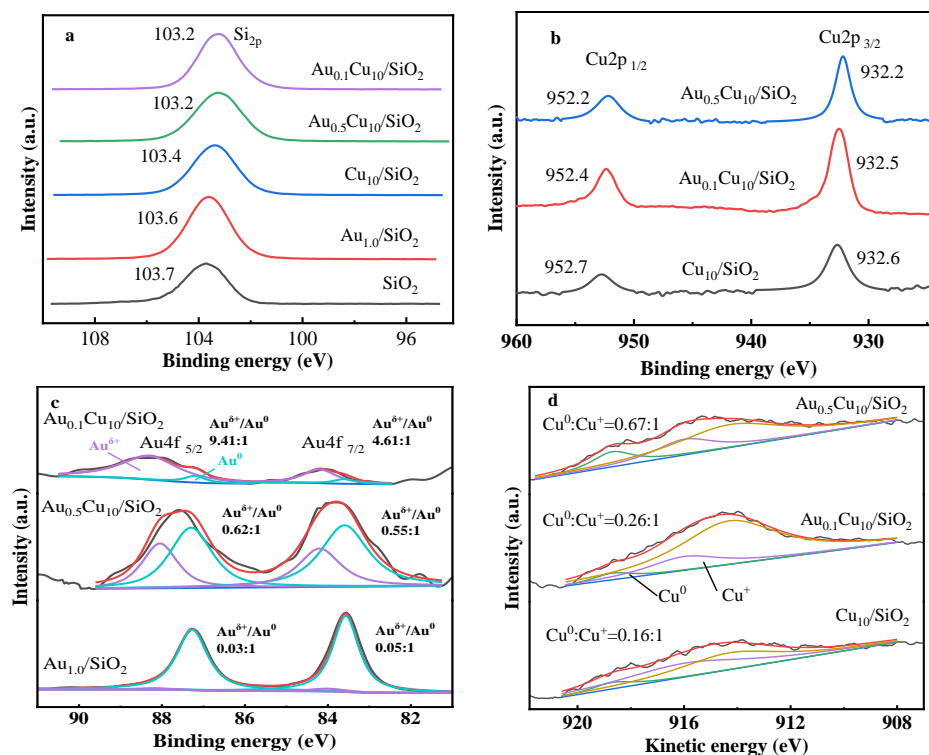 a
103.2
Si2p
Au0.1Cu10/SiO2
103.2
Au0.5Cu10/SiO2
103.4
Cu10/SiO2
103.6
Au1.0/SiO2
103.7
SiO2
Intensity (a.u.)
108 104 100 96
Binding energy (eV)
b
Cu2p 1/2
Cu2p 3/2
952.2
Au0.5Cu10/SiO2
932.2
952.4
Au0.1Cu10/SiO2
932.5
952.7
Cu10/SiO2
932.6
Intensity (a.u.)
960 950 940 930
Binding energy (eV)
c
Au0.1Cu10/SiO2
Auδ+
Au4f 5/2
Auδ+/Au0
9.41:1
Au0
Au4f 7/2
Auδ+/Au0
4.61:1
Au0.5Cu10/SiO2
Auδ+/Au0
0.62:1
Auδ+/Au0
0.55:1
Au1.0/SiO2
Auδ+/Au0
0.03:1
Auδ+/Au0
0.05:1
Intensity (a.u.)
90 88 86 84 82
Binding energy (eV)
d
Au0.5Cu10/SiO2
Cu0:Cu+=0.67:1
Cu0:Cu+=0.26:1
Au0.1Cu10/SiO2
Cu0
Cu+
Cu0:Cu+=0.16:1
Cu10/SiO2
Intensity (a.u.)
920 916 912 908
Kinetic energy (eV)